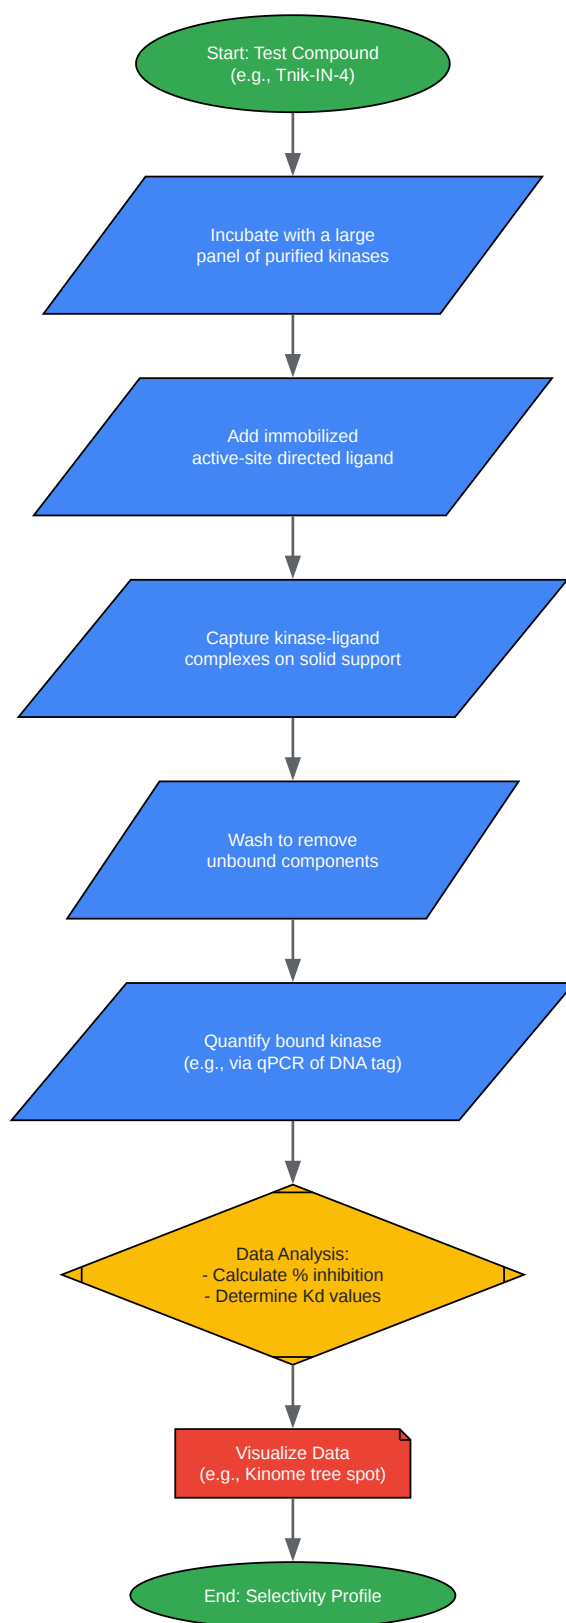 Start: Test Compound
(e.g., Tnik-IN-4)
Incubate with a large
panel of purified kinases
Add immobilized
active-site directed ligand
Capture kinase-ligand
complexes on solid support
Wash to remove
unbound components
Quantify bound kinase
(e.g., via qPCR of DNA tag)
Data Analysis:
- Calculate % inhibition
- Determine Kd values
Visualize Data
(e.g., Kinome tree spot)
End: Selectivity Profile